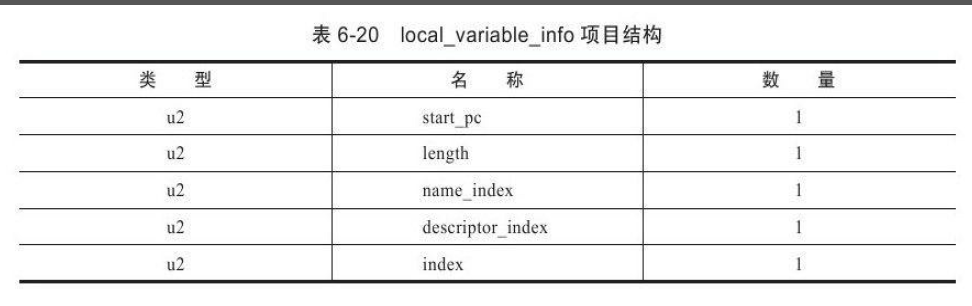 表 6-20 local_variable_info 项目结构
类 型 名 称 数 量
u2 start_pc 1
u2 length 1
u2 name_index 1
u2 descriptor_index 1
u2 index 1